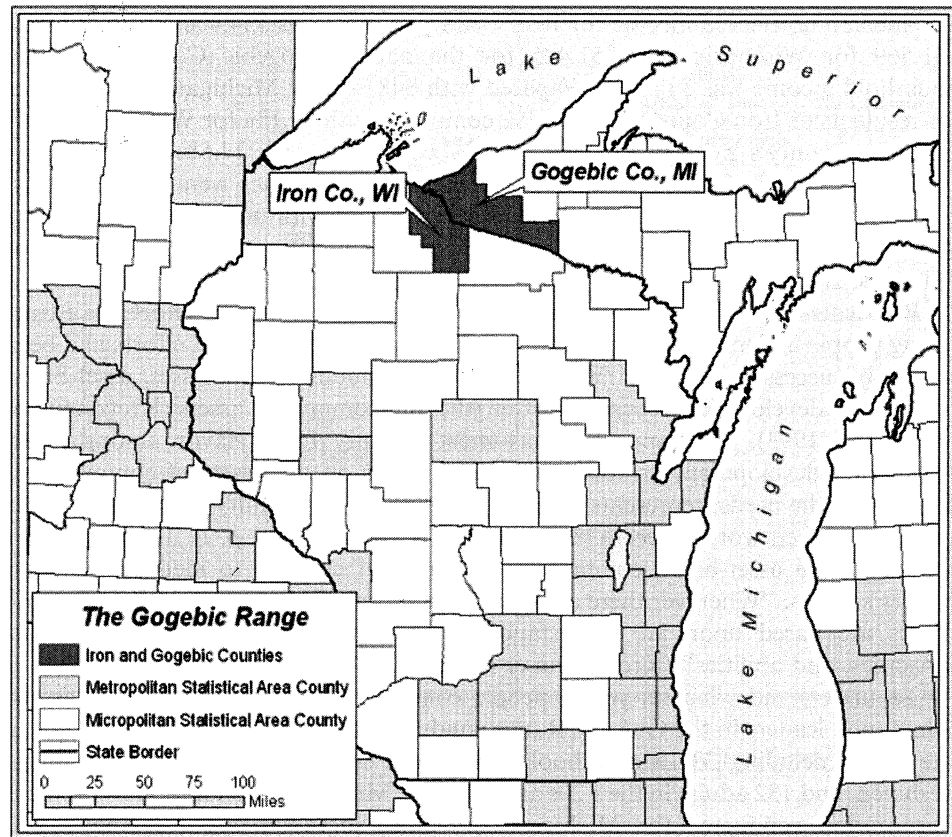 Lake Superio
Gogebic Co., MI
Iron Co., WI
Lake Michigan
The Gogebic Range
Iron and Gogebic Counties
Metropolitan Statistical Area County
Micropolitan Statistical Area County
State Border
0 25 50 75 100
Miles